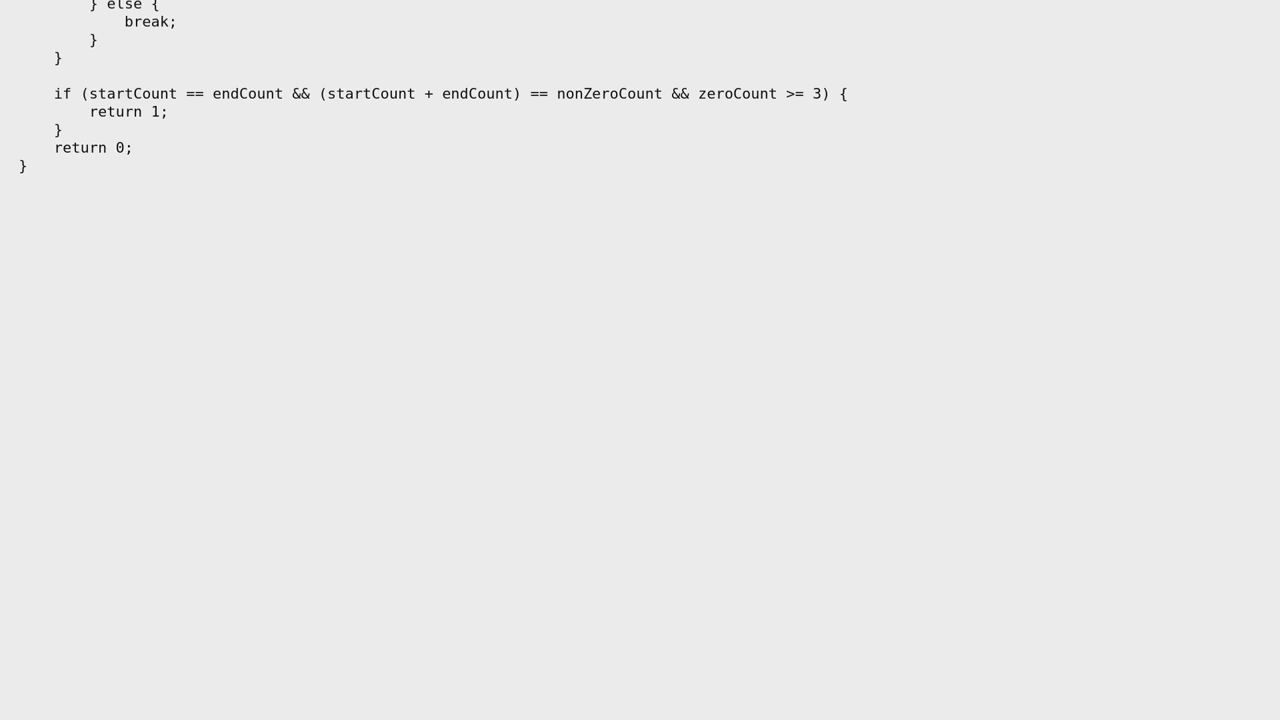 } else {
            break;
        }
    }

    if (startCount == endCount && (startCount + endCount) == nonZeroCount && zeroCount >= 3) {
        return 1;
    }
    return 0;
}